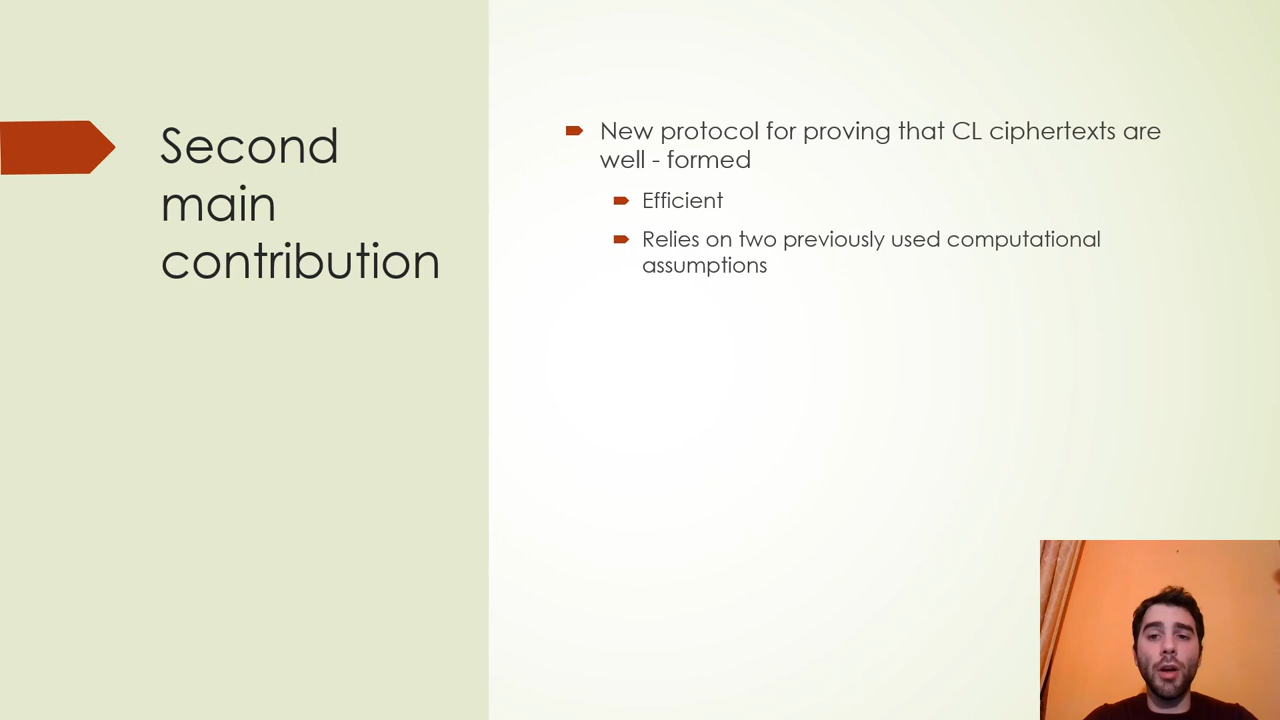 Second
main
contribution
New protocol for proving that CL ciphertexts are
well - formed
Efficient
Relies on two previously used computational
assumptions